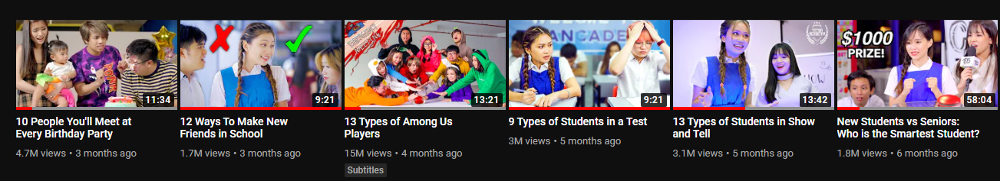 11:34
10 People You'll Meet at
Every Birthday Party
4.7M views • 3 months ago
9:21
12 Ways To Make New
Friends in School
1.7M views • 3 months ago
EMERGENCY
MEETING
13:21
13 Types of Among Us
Players
15M views • 4 months ago
Subtitles
ANCADE
9:21
9 Types of Students in a Test
3M views • 5 months ago
TITAN
ACADEMY
13:42
13 Types of Students in Show
and Tell
3.1M views • 5 months ago
$1000
PRIZE!
58:04
New Students vs Seniors:
Who is the Smartest Student?
1.8M views • 6 months ago